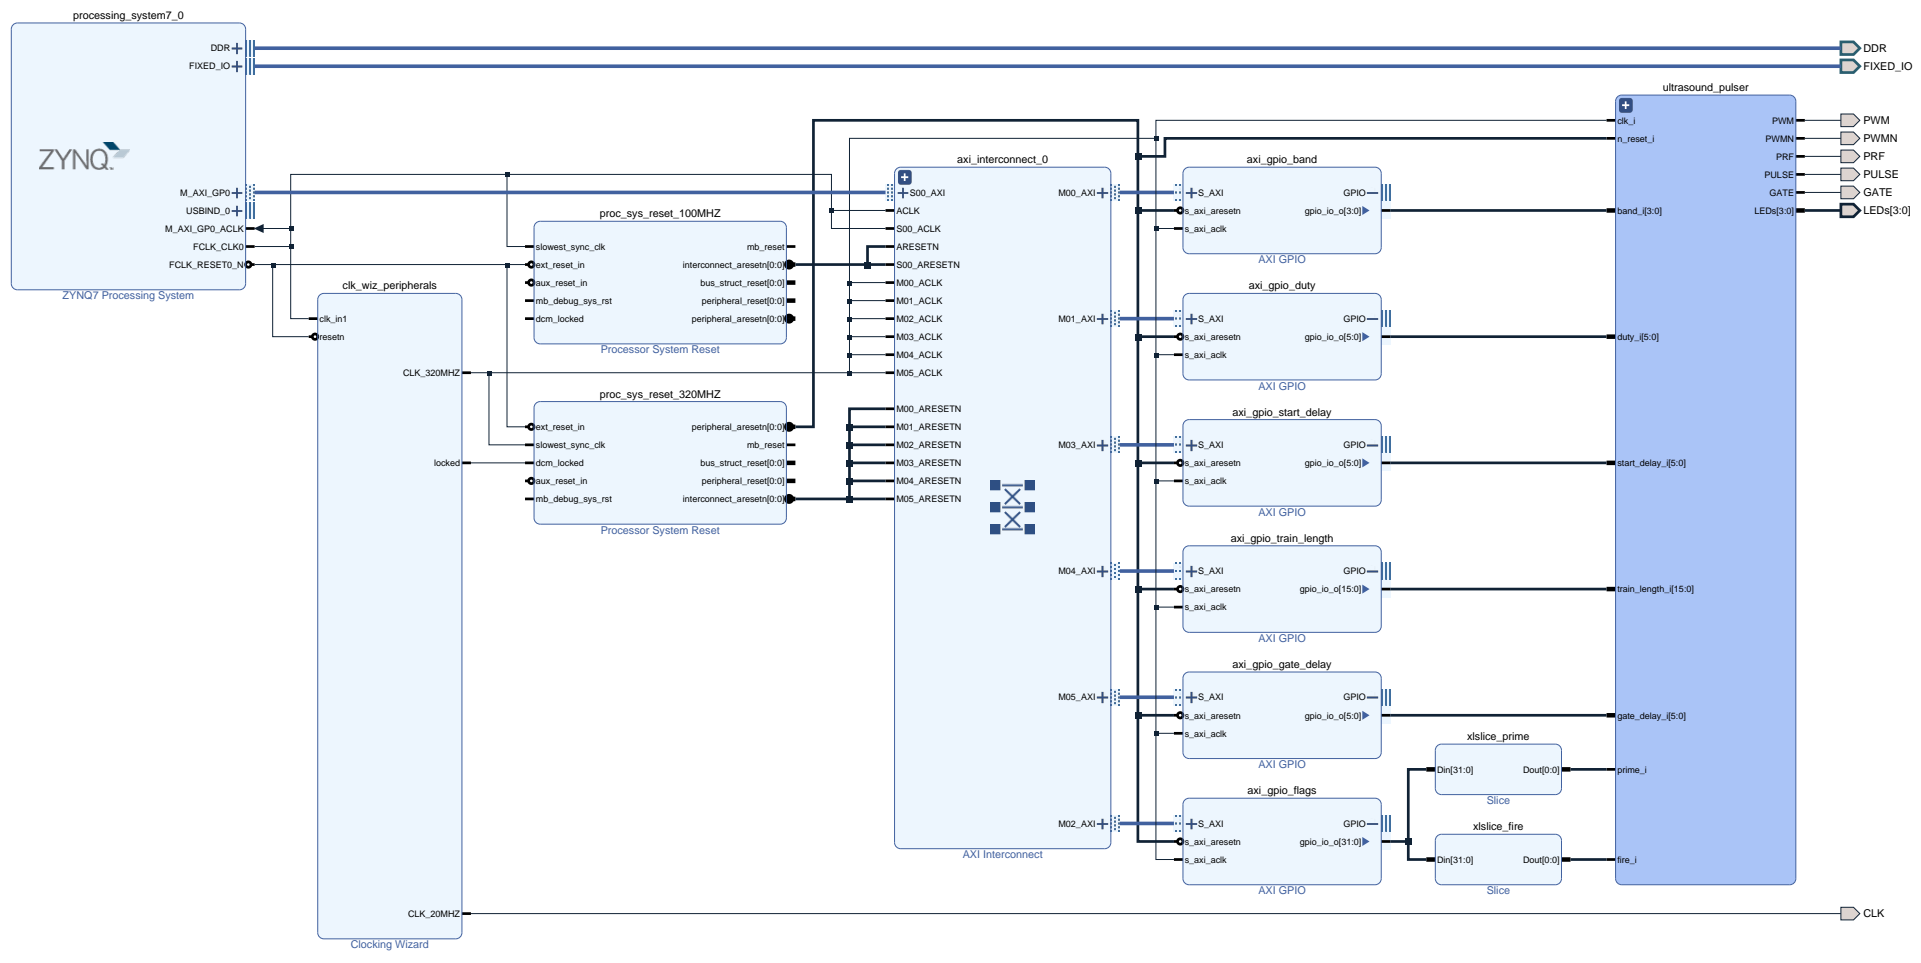 processing_system7_0
DDR
FIXED_IO
ZYNQ
M_AXI_GP0
USBIND_0
M_AXI_GP0_ACLK
FCLK_CLK0
FCLK_RESET0_N
ZYNQ7 Processing System
clk_wiz_peripherals
clk_in1
resetn
CLK_320MHZ
locked
CLK_20MHZ
Clocking Wizard
proc_sys_reset_100MHZ
slowest_sync_clk
ext_reset_in
aux_reset_in
mb_debug_sys_rst
dcm_locked
mb_reset
interconnect_aresetn[0:0]
bus_struct_reset[0:0]
peripheral_reset[0:0]
peripheral_aresetn[0:0]
Processor System Reset
proc_sys_reset_320MHZ
ext_reset_in
slowest_sync_clk
dcm_locked
aux_reset_in
mb_debug_sys_rst
peripheral_aresetn[0:0]
mb_reset
bus_struct_reset[0:0]
peripheral_reset[0:0]
interconnect_aresetn[0:0]
Processor System Reset
axi_interconnect_0
S00_AXI
ACLK
S00_ACLK
ARESETN
S00_ARESETN
M00_ACLK
M01_ACLK
M02_ACLK
M03_ACLK
M04_ACLK
M05_ACLK
M00_ARESETN
M01_ARESETN
M02_ARESETN
M03_ARESETN
M04_ARESETN
M05_ARESETN
M00_AXI
M01_AXI
M03_AXI
M04_AXI
M05_AXI
M02_AXI
AXI Interconnect
axi_gpio_band
S_AXI
s_axi_aresetn
s_axi_aclk
GPIO
gpio_io_o[3:0]
AXI GPIO
axi_gpio_duty
S_AXI
s_axi_aresetn
s_axi_aclk
GPIO
gpio_io_o[5:0]
AXI GPIO
axi_gpio_start_delay
S_AXI
s_axi_aresetn
s_axi_aclk
GPIO
gpio_io_o[5:0]
AXI GPIO
axi_gpio_train_length
S_AXI
s_axi_aresetn
s_axi_aclk
GPIO
gpio_io_o[15:0]
AXI GPIO
axi_gpio_gate_delay
S_AXI
s_axi_aresetn
s_axi_aclk
GPIO
gpio_io_o[5:0]
AXI GPIO
axi_gpio_flags
S_AXI
s_axi_aresetn
s_axi_aclk
GPIO
gpio_io_o[31:0]
AXI GPIO
xlslice_prime
Din[31:0]
Dout[0:0]
Slice
xlslice_fire
Din[31:0]
Dout[0:0]
Slice
ultrasound_pulser
clk_i
n_reset_i
band_i[3:0]
duty_i[5:0]
start_delay_i[5:0]
train_length_i[15:0]
gate_delay_i[5:0]
prime_i
fire_i
PWM
PWMN
PRF
PULSE
GATE
LEDs[3:0]
DDR
FIXED_IO
PWM
PWMN
PRF
PULSE
GATE
LEDs[3:0]
CLK